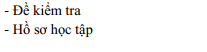 - Đề kiểm tra
- Hồ sơ học tập